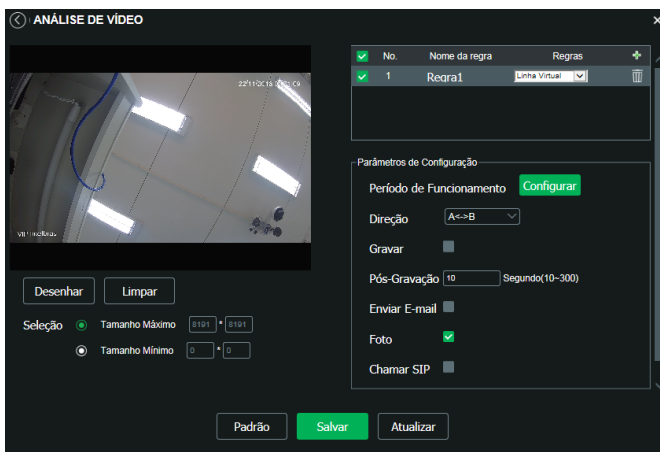 ANÁLISE DE VÍDEO
No. Nome da regra Regras
1 Regra1 Linha Virtual
Parâmetros de Configuração
Período de Funcionamento Configurar
Direção A<->B
Gravar
Pós-Gravação 10 Segundo(10~300)
Enviar E-mail
Foto
Chamar SIP
VIP Intelbras
Desenhar Limpar
Seleção Tamanho Máximo 8191 * 8191
Tamanho Mínimo 0 * 0
Padrão Salvar Atualizar